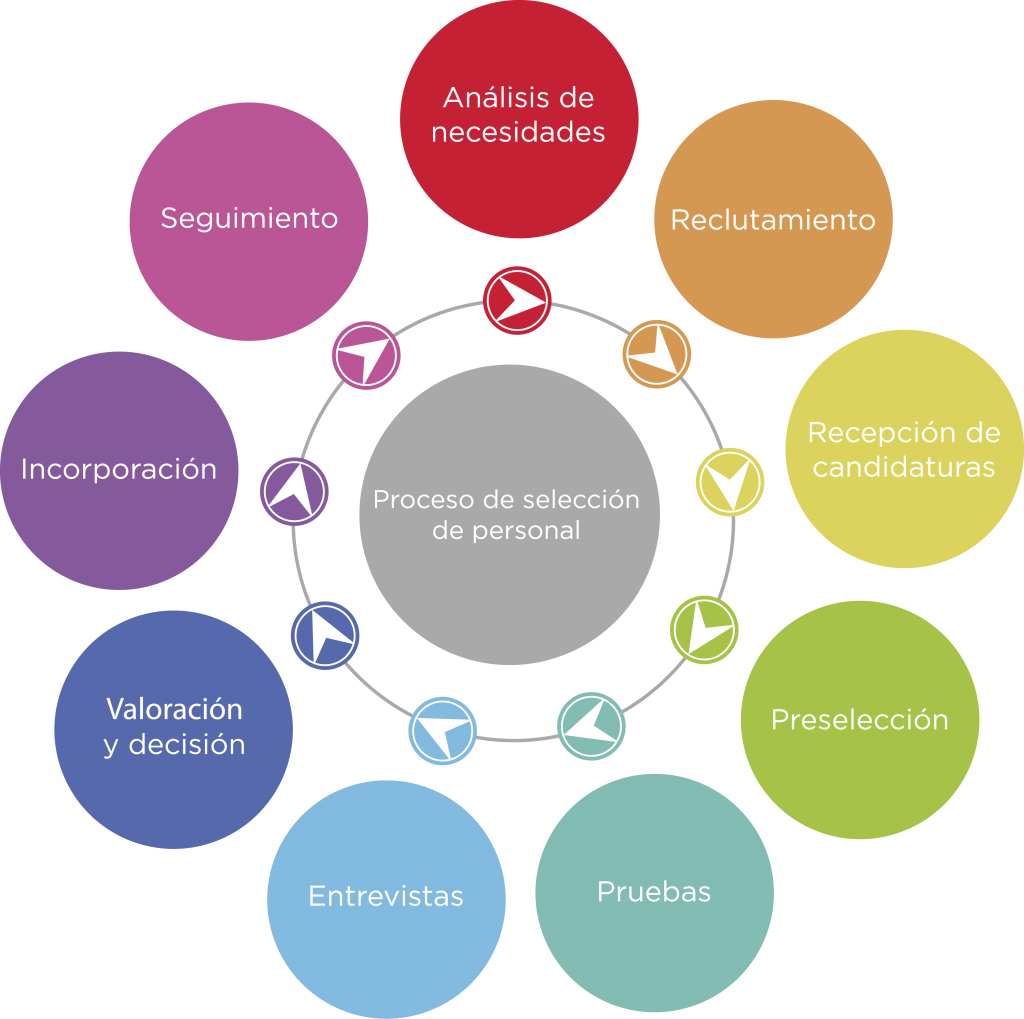 Análisis de
necesidades
Reclutamiento
Recepción de
candidaturas
Preselección
Pruebas
Entrevistas
Valoración
y decisión
Incorporación
Seguimiento
Proceso de selección
de personal